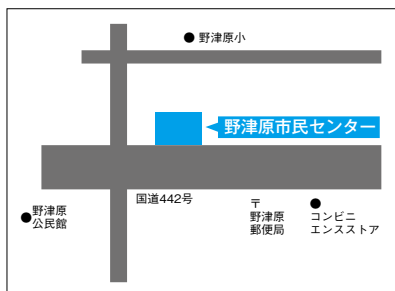 野津原小
野津原市民センター
国道442号
野津原
公民館
〒
野津原
郵便局
コンビニ
エンスストア